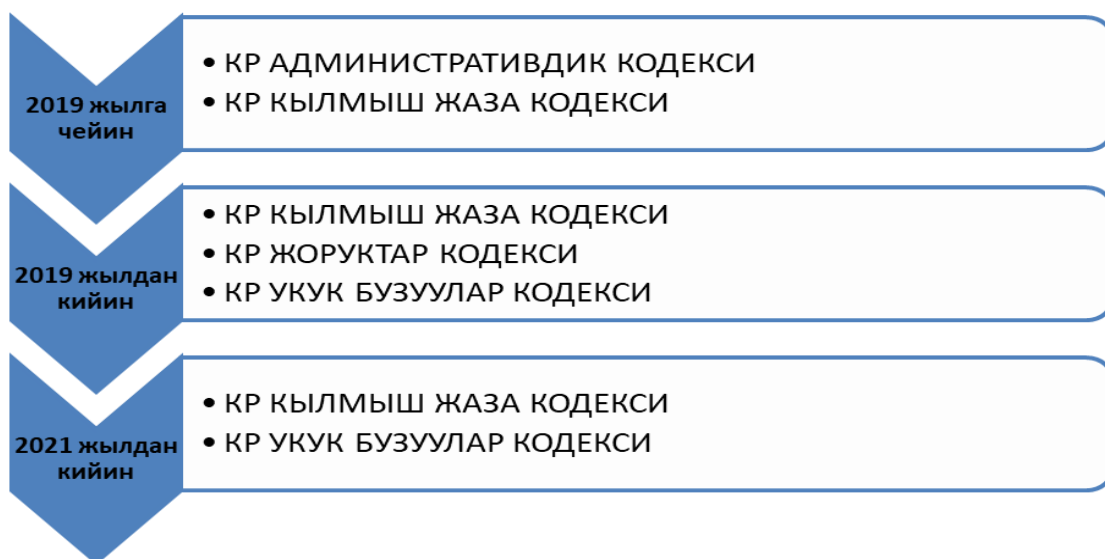 2019 жылга
чейин
• КР АДМИНИСТРАТИВДИК КОДЕКСИ
• КР КЫЛМЫШ ЖАЗА КОДЕКСИ
2019 жылдан
кийин
• КР КЫЛМЫШ ЖАЗА КОДЕКСИ
• КР ЖОРУКТАР КОДЕКСИ
• КР УКУК БУЗУУЛАР КОДЕКСИ
2021 жылдан
кийин
• КР КЫЛМЫШ ЖАЗА КОДЕКСИ
• КР УКУК БУЗУУЛАР КОДЕКСИ